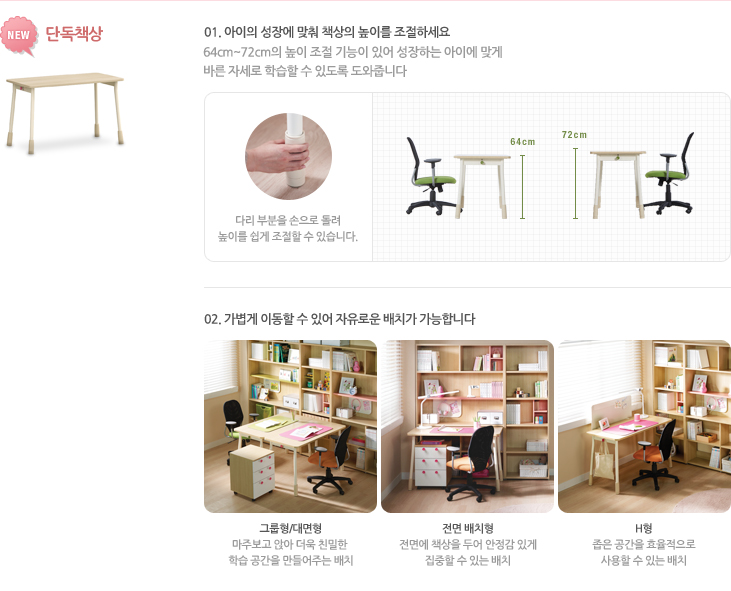 NEW
단독책상
01. 아이의 성장에 맞춰 책상의 높이를 조절하세요
64cm~72cm의 높이 조절 기능이 있어 성장하는 아이에 맞게
바른 자세로 학습할 수 있도록 도와줍니다
64cm
72cm
다리 부분을 손으로 돌려
높이를 쉽게 조절할 수 있습니다.
02. 가볍게 이동할 수 있어 자유로운 배치가 가능합니다
그룹형/대면형
마주보고 앉아 더욱 친밀한
학습 공간을 만들어주는 배치
전면 배치형
전면에 책상을 두어 안정감 있게
집중할 수 있는 배치
H형
좁은 공간을 효율적으로
사용할 수 있는 배치